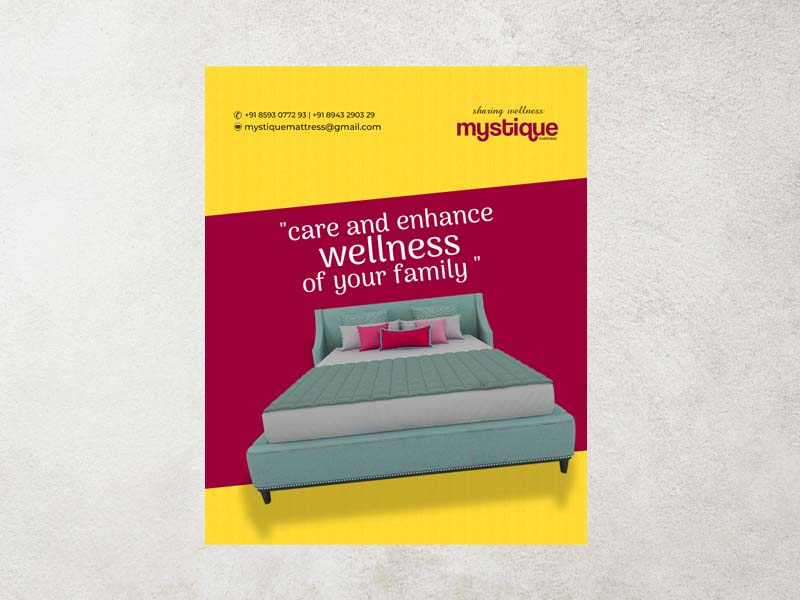 ✆ +91 8593 0772 93 | +91 8943 2903 29
mystiquemattress@gmail.com
sharing wellness
mystique
mattress
"care and enhance
wellness
of your family "